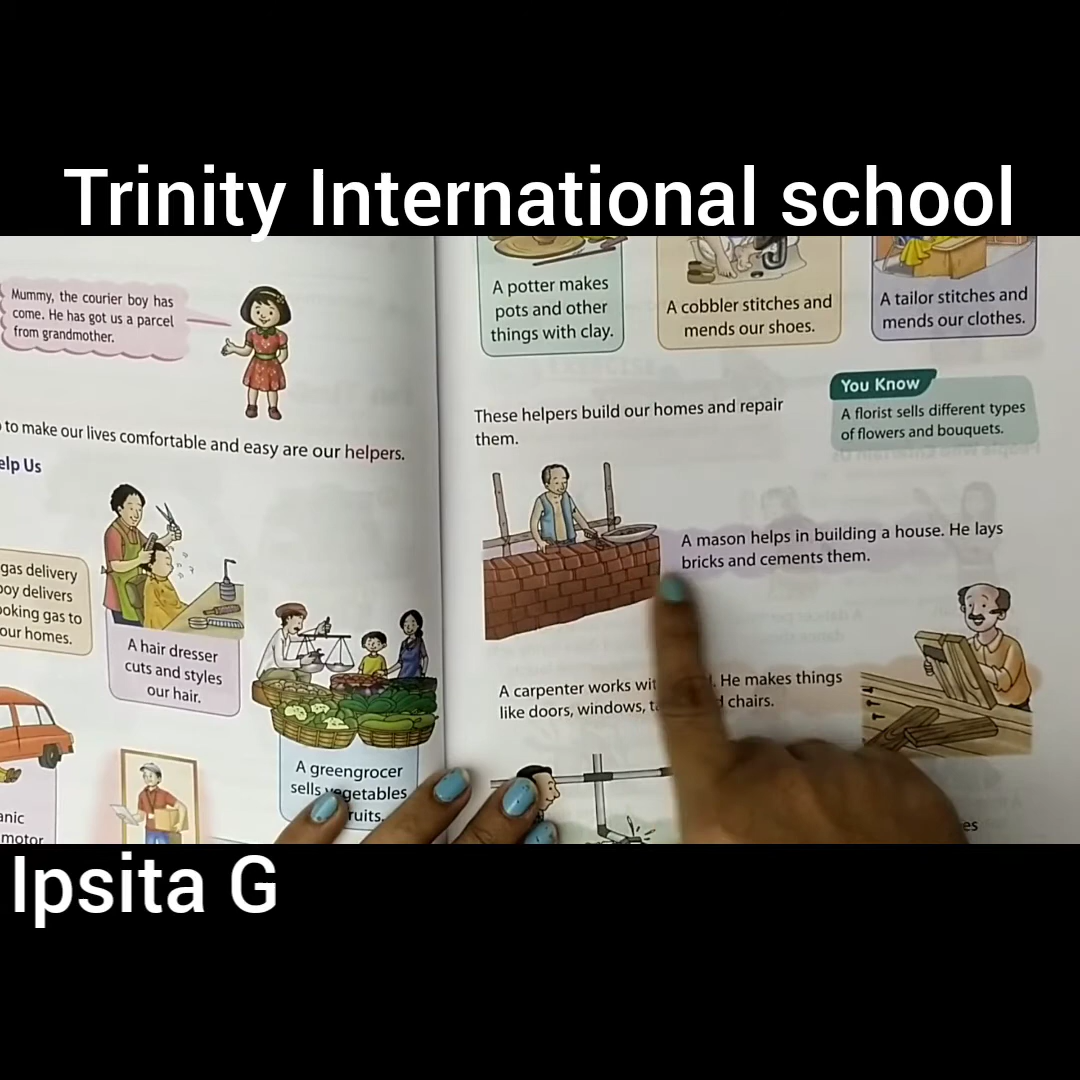 Trinity International school
Mummy, the courier boy has
come. He has got us a parcel
from grandmother.
to make our lives comfortable and easy are our helpers.
elp Us
gas delivery
boy delivers
ooking gas to
our homes.
A hair dresser
cuts and styles
our hair.
A greengrocer
sells vegetables
ruits.
anic
motor
A potter makes
pots and other
things with clay.
A cobbler stitches and
mends our shoes.
A tailor stitches and
mends our clothes.
These helpers build our homes and repair
them.
You Know
A florist sells different types
of flowers and bouquets.
A mason helps in building a house. He lays
bricks and cements them.
A carpenter works wit . He makes things
like doors, windows, t d chairs.
es
Ipsita G